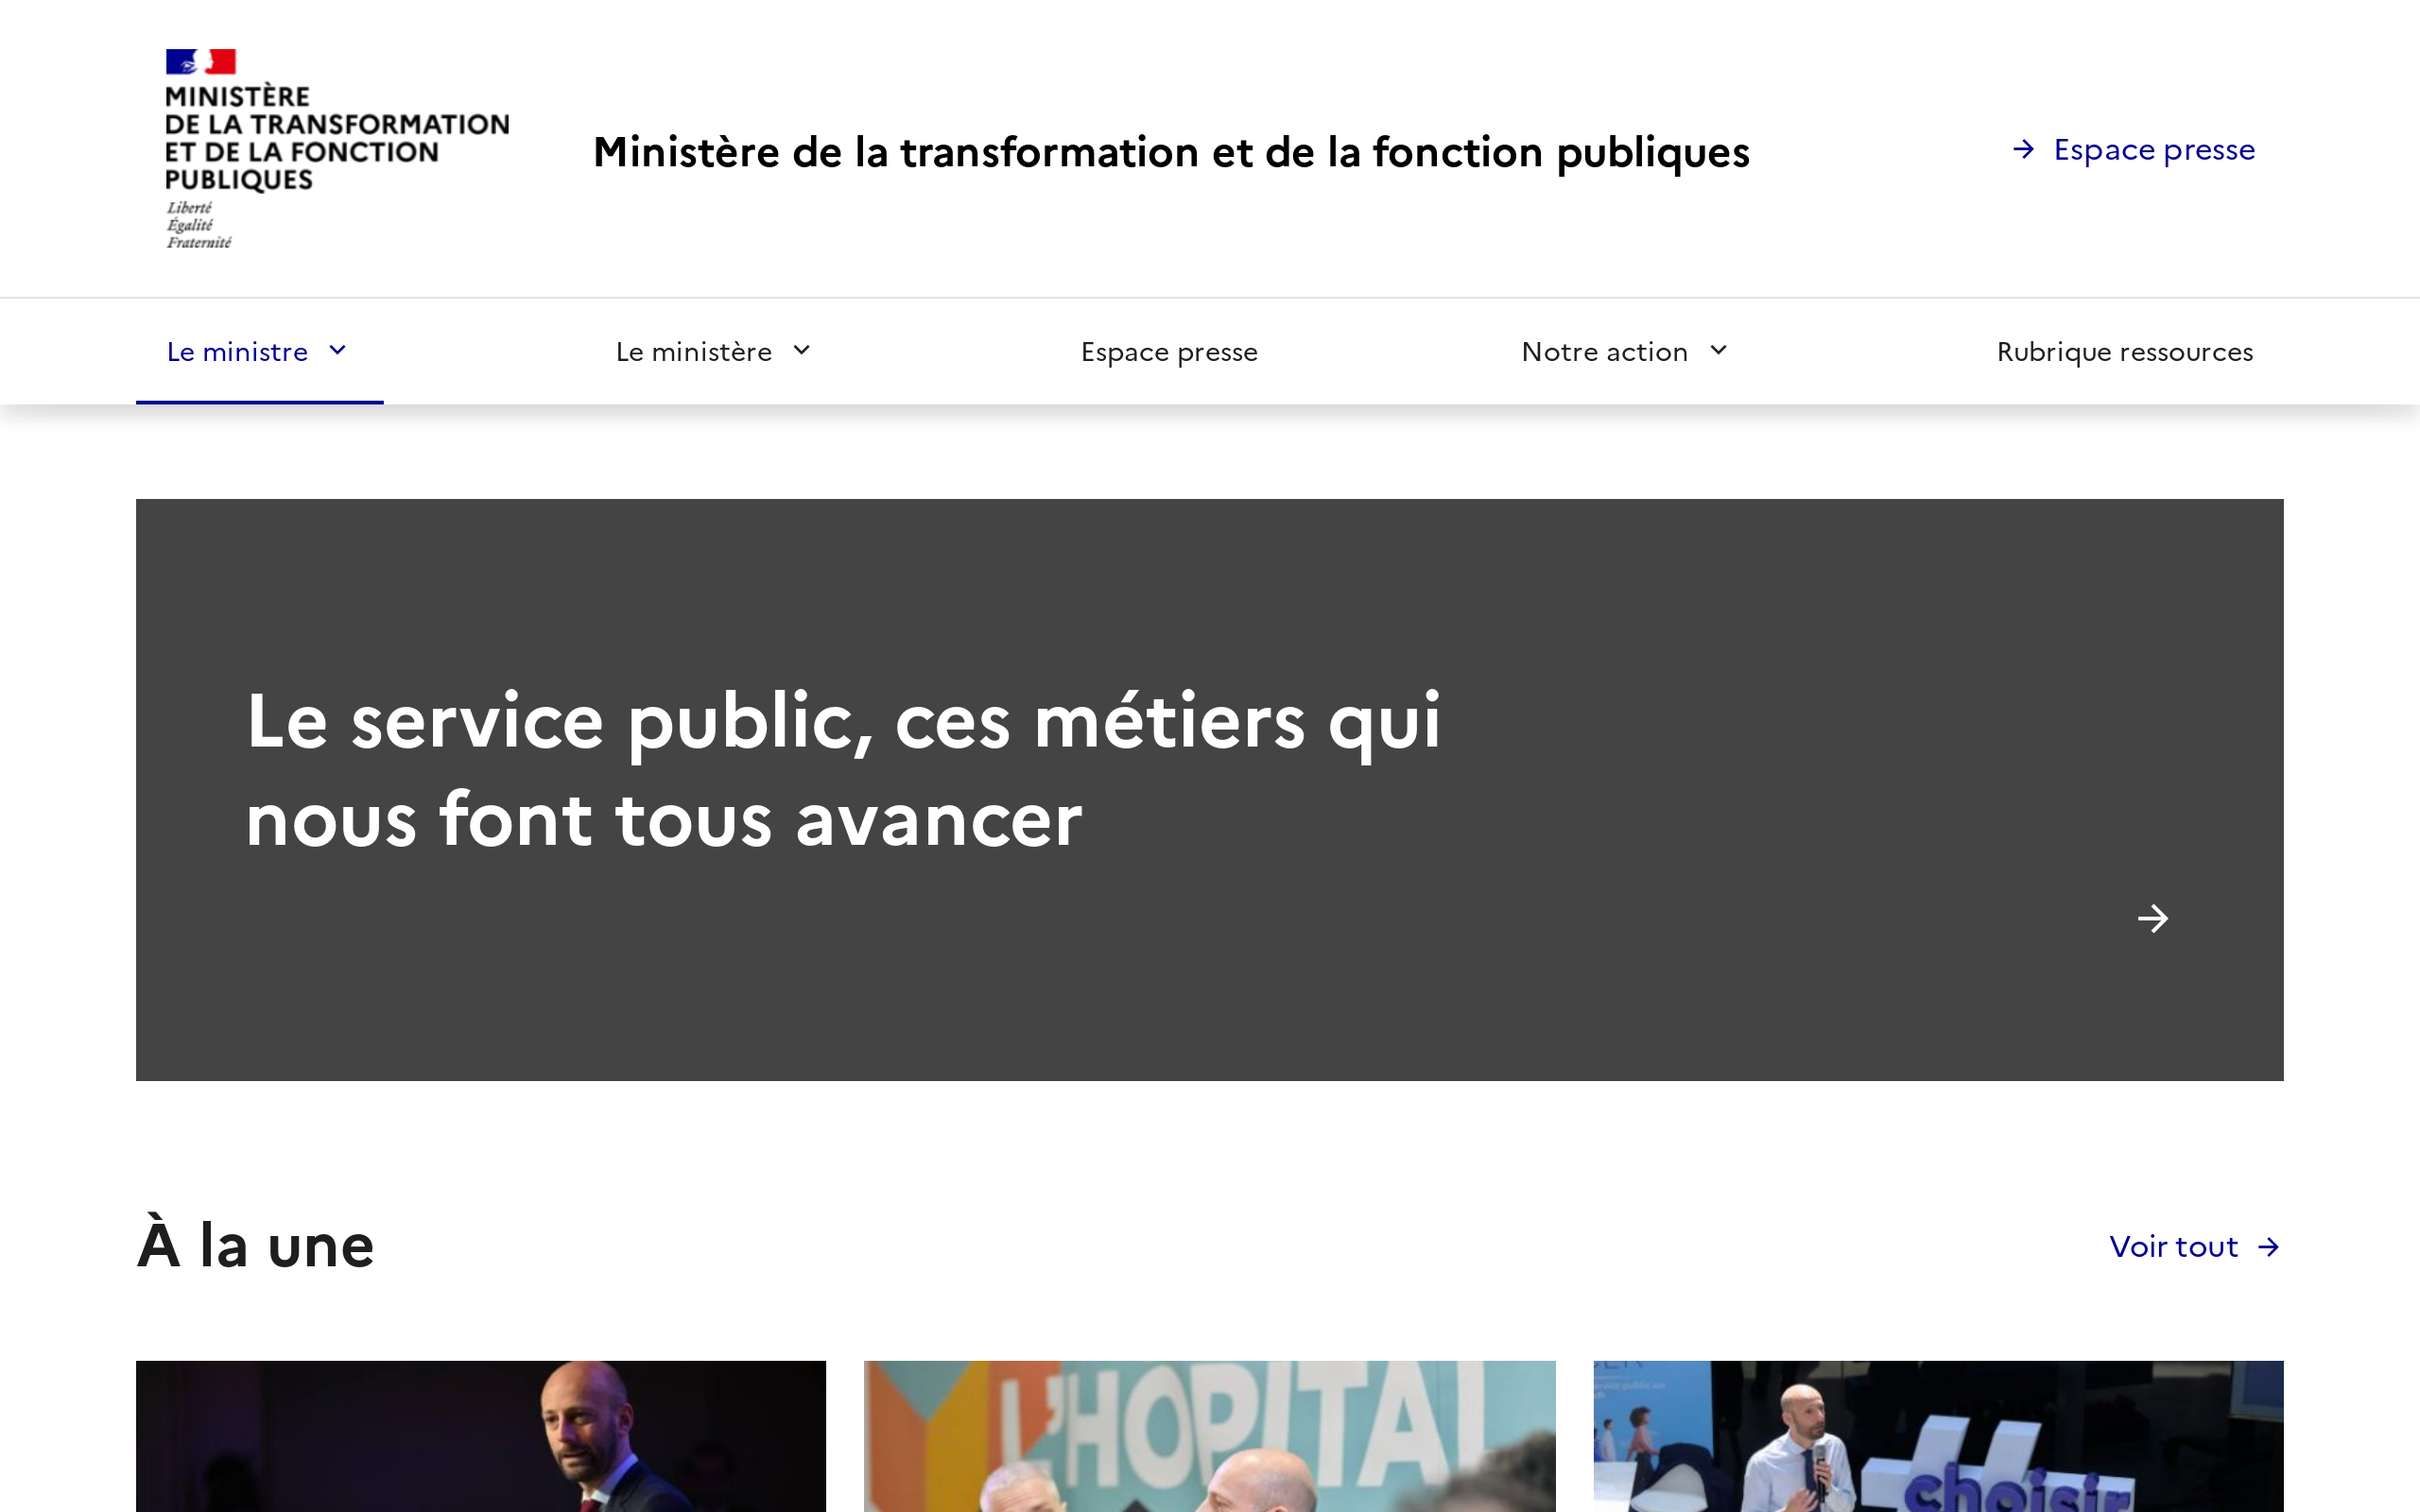 MINISTÈRE
DE LA TRANSFORMATION
ET DE LA FONCTION
PUBLIQUES
Liberté
Égalité
Fraternité
Ministère de la transformation et de la fonction publiques
Espace presse
Le ministre
Le ministère
Espace presse
Notre action
Rubrique ressources
Le service public, ces métiers qui
nous font tous avancer
À la une
Voir tout
L'HOPITAL
service public
choisir